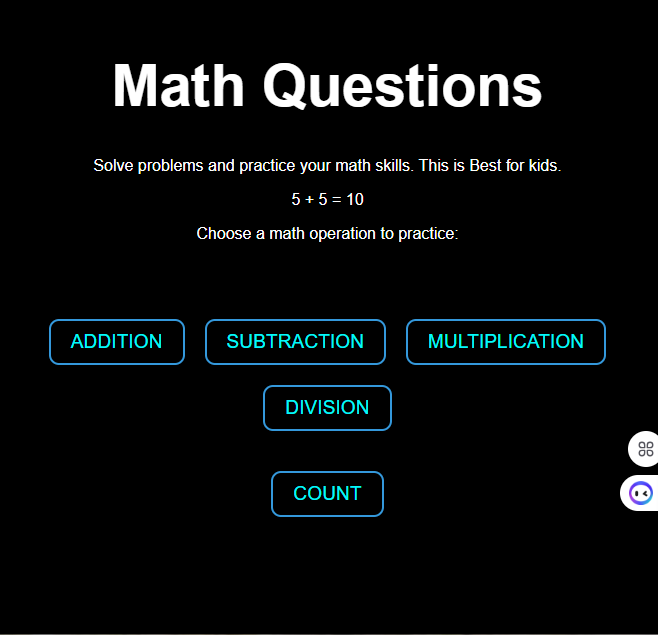 Math Questions
Solve problems and practice your math skills. This is Best for kids.
5 + 5 = 10
Choose a math operation to practice:
ADDITION SUBTRACTION MULTIPLICATION
DIVISION
COUNT